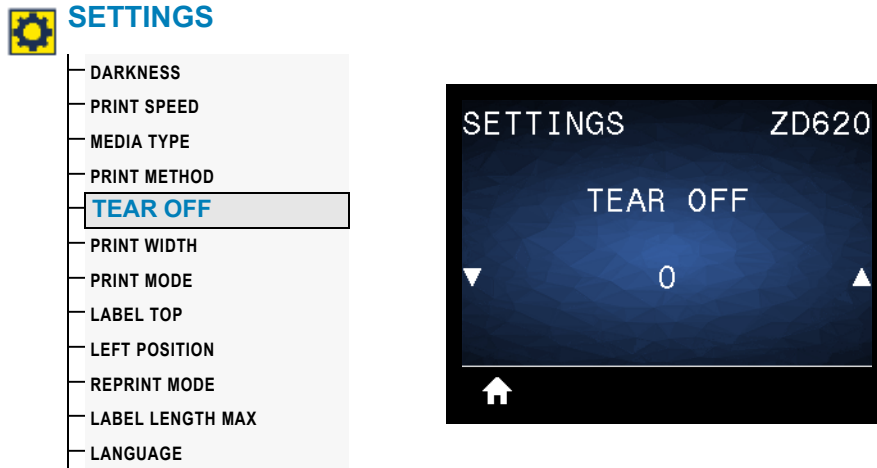 SETTINGS
DARKNESS
PRINT SPEED
MEDIA TYPE
PRINT METHOD
TEAR OFF
PRINT WIDTH
PRINT MODE
LABEL TOP
LEFT POSITION
REPRINT MODE
LABEL LENGTH MAX
LANGUAGE
SETTINGS ZD620
TEAR OFF
0